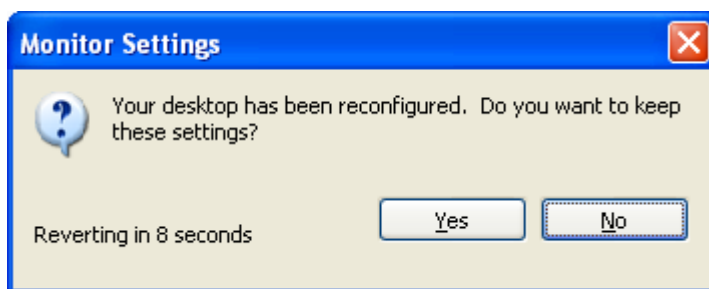 Monitor Settings
Your desktop has been reconfigured. Do you want to keep
these settings?
Reverting in 8 seconds
Yes
No